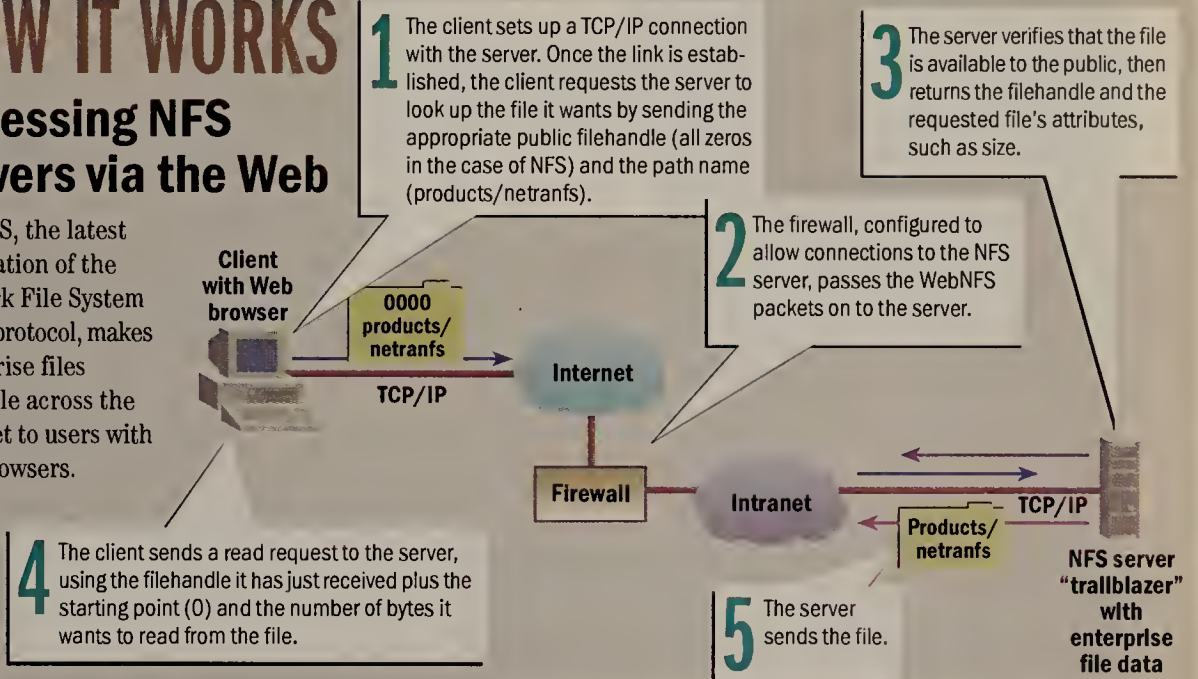 W IT WORKS
essing NFS
vers via the Web
S, the latest
ation of the
k File System
protocol, makes
rise files
le across the
et to users with
owsers.
1 The client sets up a TCP/IP connection
with the server. Once the link is estab-
lished, the client requests the server to
look up the file it wants by sending the
appropriate public filehandle (all zeros
in the case of NFS) and the path name
(products/netranfs).
2 The firewall, configured to
allow connections to the NFS
server, passes the WebNFS
packets on to the server.
3 The server verifies that the file
is available to the public, then
returns the filehandle and the
requested file's attributes,
such as size.
Client
with Web
browser
0000
products/
netranfs
TCP/IP
Internet
Firewall
Intranet
TCP/IP
Products/
netranfs
NFS server
"trailblazer"
with
enterprise
file data
4 The client sends a read request to the server,
using the filehandle it has just received plus the
starting point (0) and the number of bytes it
wants to read from the file.
5 The server
sends the file.